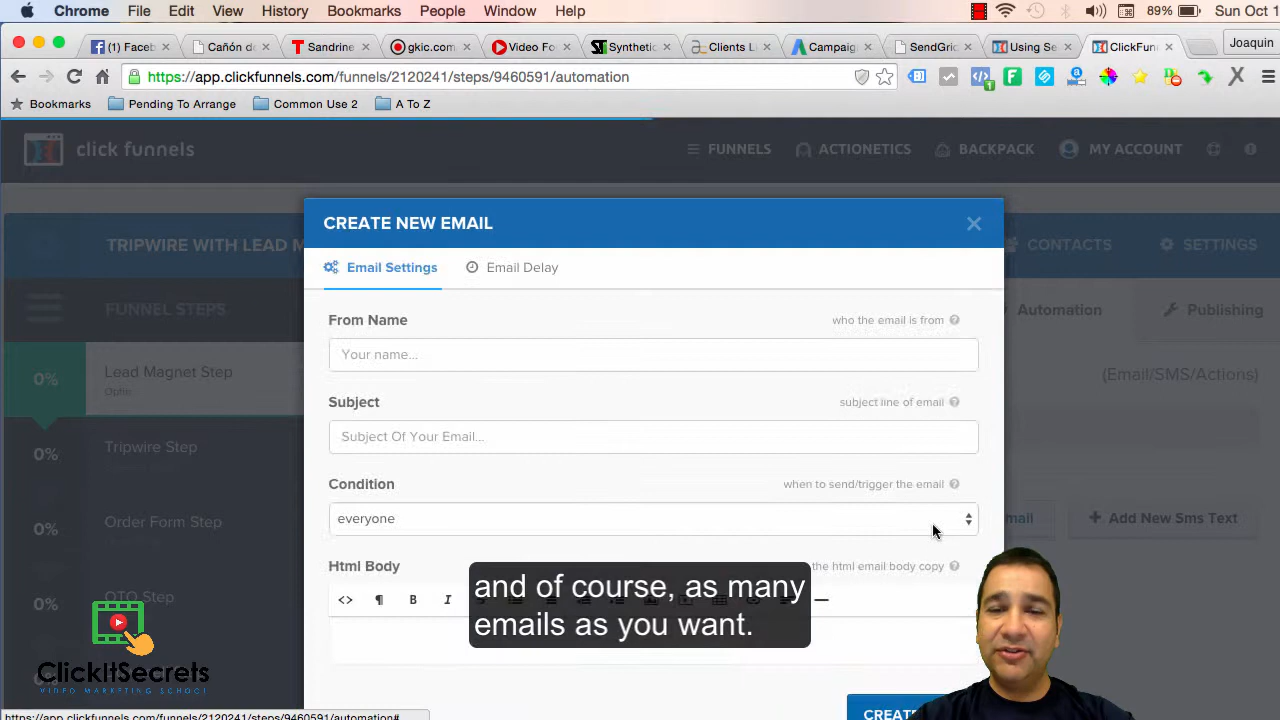 Chrome File Edit View History Bookmarks People Window Help 89% Sun Oct 1
(1) Faceb Cañón de Sandrine gkic.com Video Fo Synthetic Clients L Campaig SendGri Using Se ClickFun Joaquin
https://app.clickfunnels.com/funnels/2120241/steps/9460591/automation
Bookmarks Pending To Arrange Common Use 2 A To Z
click funnels FUNNELS ACTIONETICS BACKPACK MY ACCOUNT
CREATE NEW EMAIL
TRIPWIRE WITH LEAD M CONTACTS SETTINGS
Email Settings Email Delay
FUNNEL STEPS Automation Publishing
From Name who the email is from
Your name...
0% Lead Magnet Step (Email/SMS/Actions)
Optin
Subject subject line of email
Subject Of Your Email...
0% Tripwire Step
Condition when to send/trigger the email
everyone
0% Order Form Step mail + Add New Sms Text
Html Body the html email body copy
and of course, as many
emails as you want.
0% OTO Step
<> ¶ B I
ClickItSecrets
VIDEO MARKETING SCHOOL
CREATE
https://app.clickfunnels.com/funnels/2120241/steps/9460591/automation#